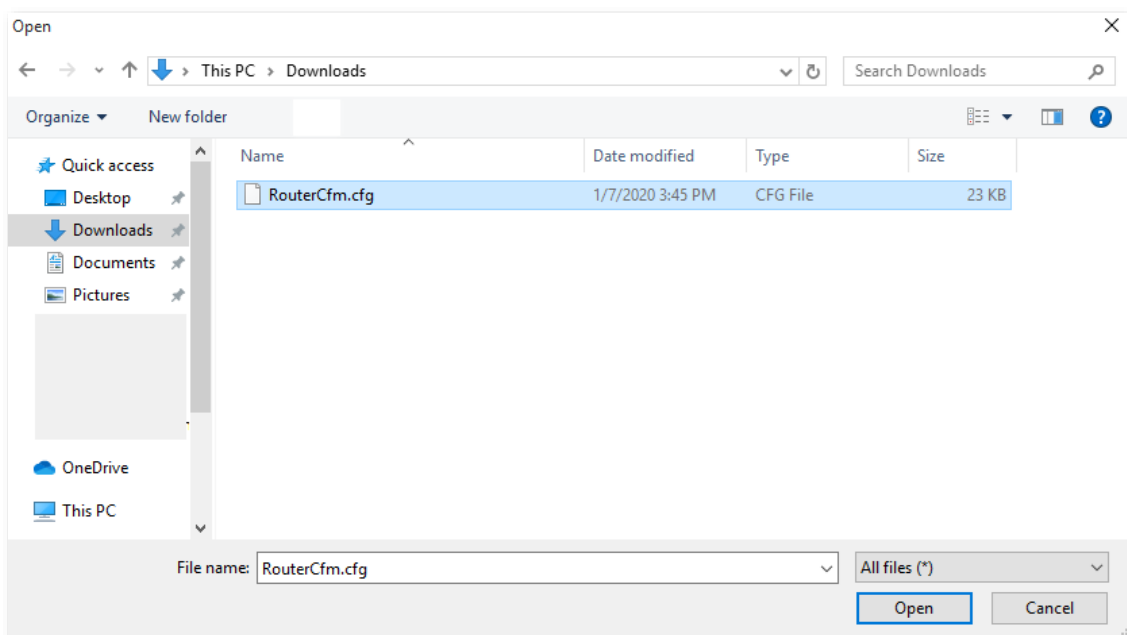 Open
This PC > Downloads
Search Downloads
Organize
New folder
Quick access
Desktop
Downloads
Documents
Pictures
OneDrive
This PC
Name Date modified Type Size
RouterCfm.cfg 1/7/2020 3:45 PM CFG File 23 KB
File name: RouterCfm.cfg All files (*)
Open Cancel